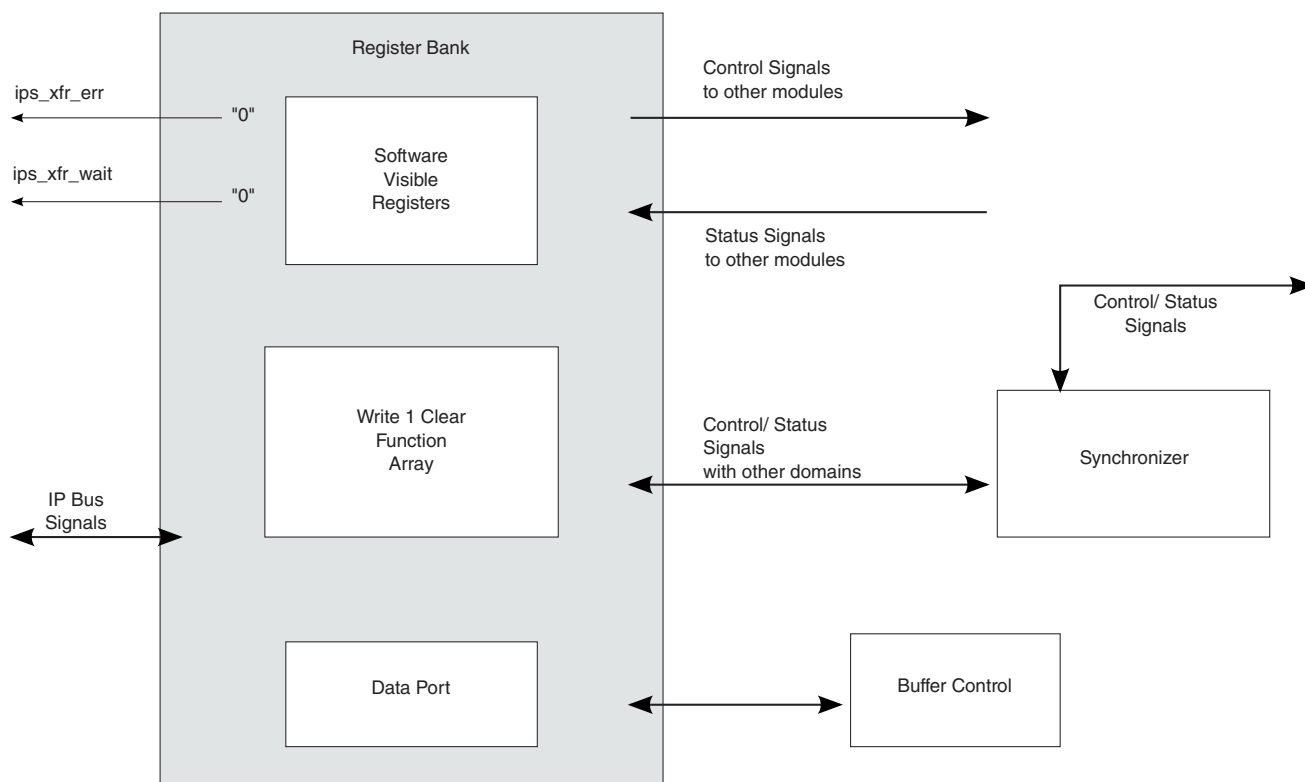 Register Bank
ips_xfr_err
"0"
Software
Visible
Registers
Control Signals
to other modules
ips_xfr_wait
"0"
Status Signals
to other modules
Control/ Status
Signals
Write 1 Clear
Function
Array
Control/ Status
Signals
with other domains
Synchronizer
IP Bus
Signals
Data Port
Buffer Control